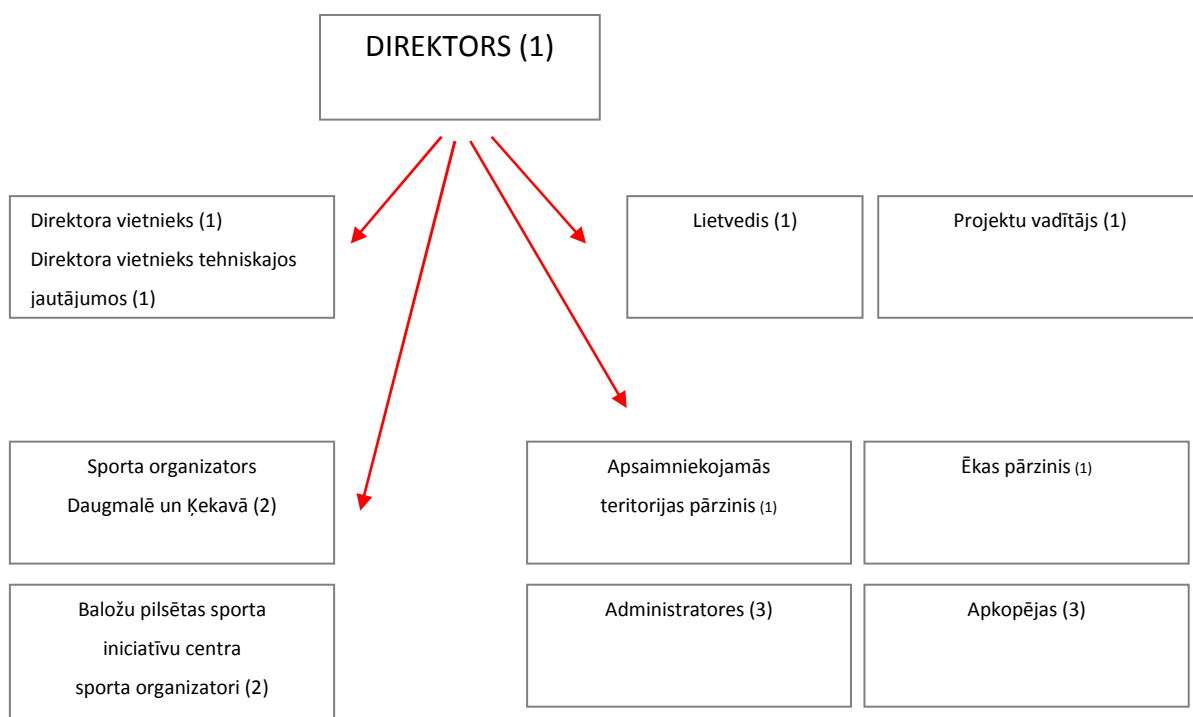 DIREKTORS (1)
Direktora vietnieks (1)
Direktora vietnieks tehniskajos
jautājumos (1)
Lietvedis (1)
Projektu vadītājs (1)
Sporta organizators
Daugmalē un Ķekavā (2)
Apsaimniekojamās
teritorijas pārzinis (1)
Ēkas pārzinis (1)
Baložu pilsētas sporta
iniciatīvu centra
sporta organizatori (2)
Administratores (3)
Apkopējas (3)